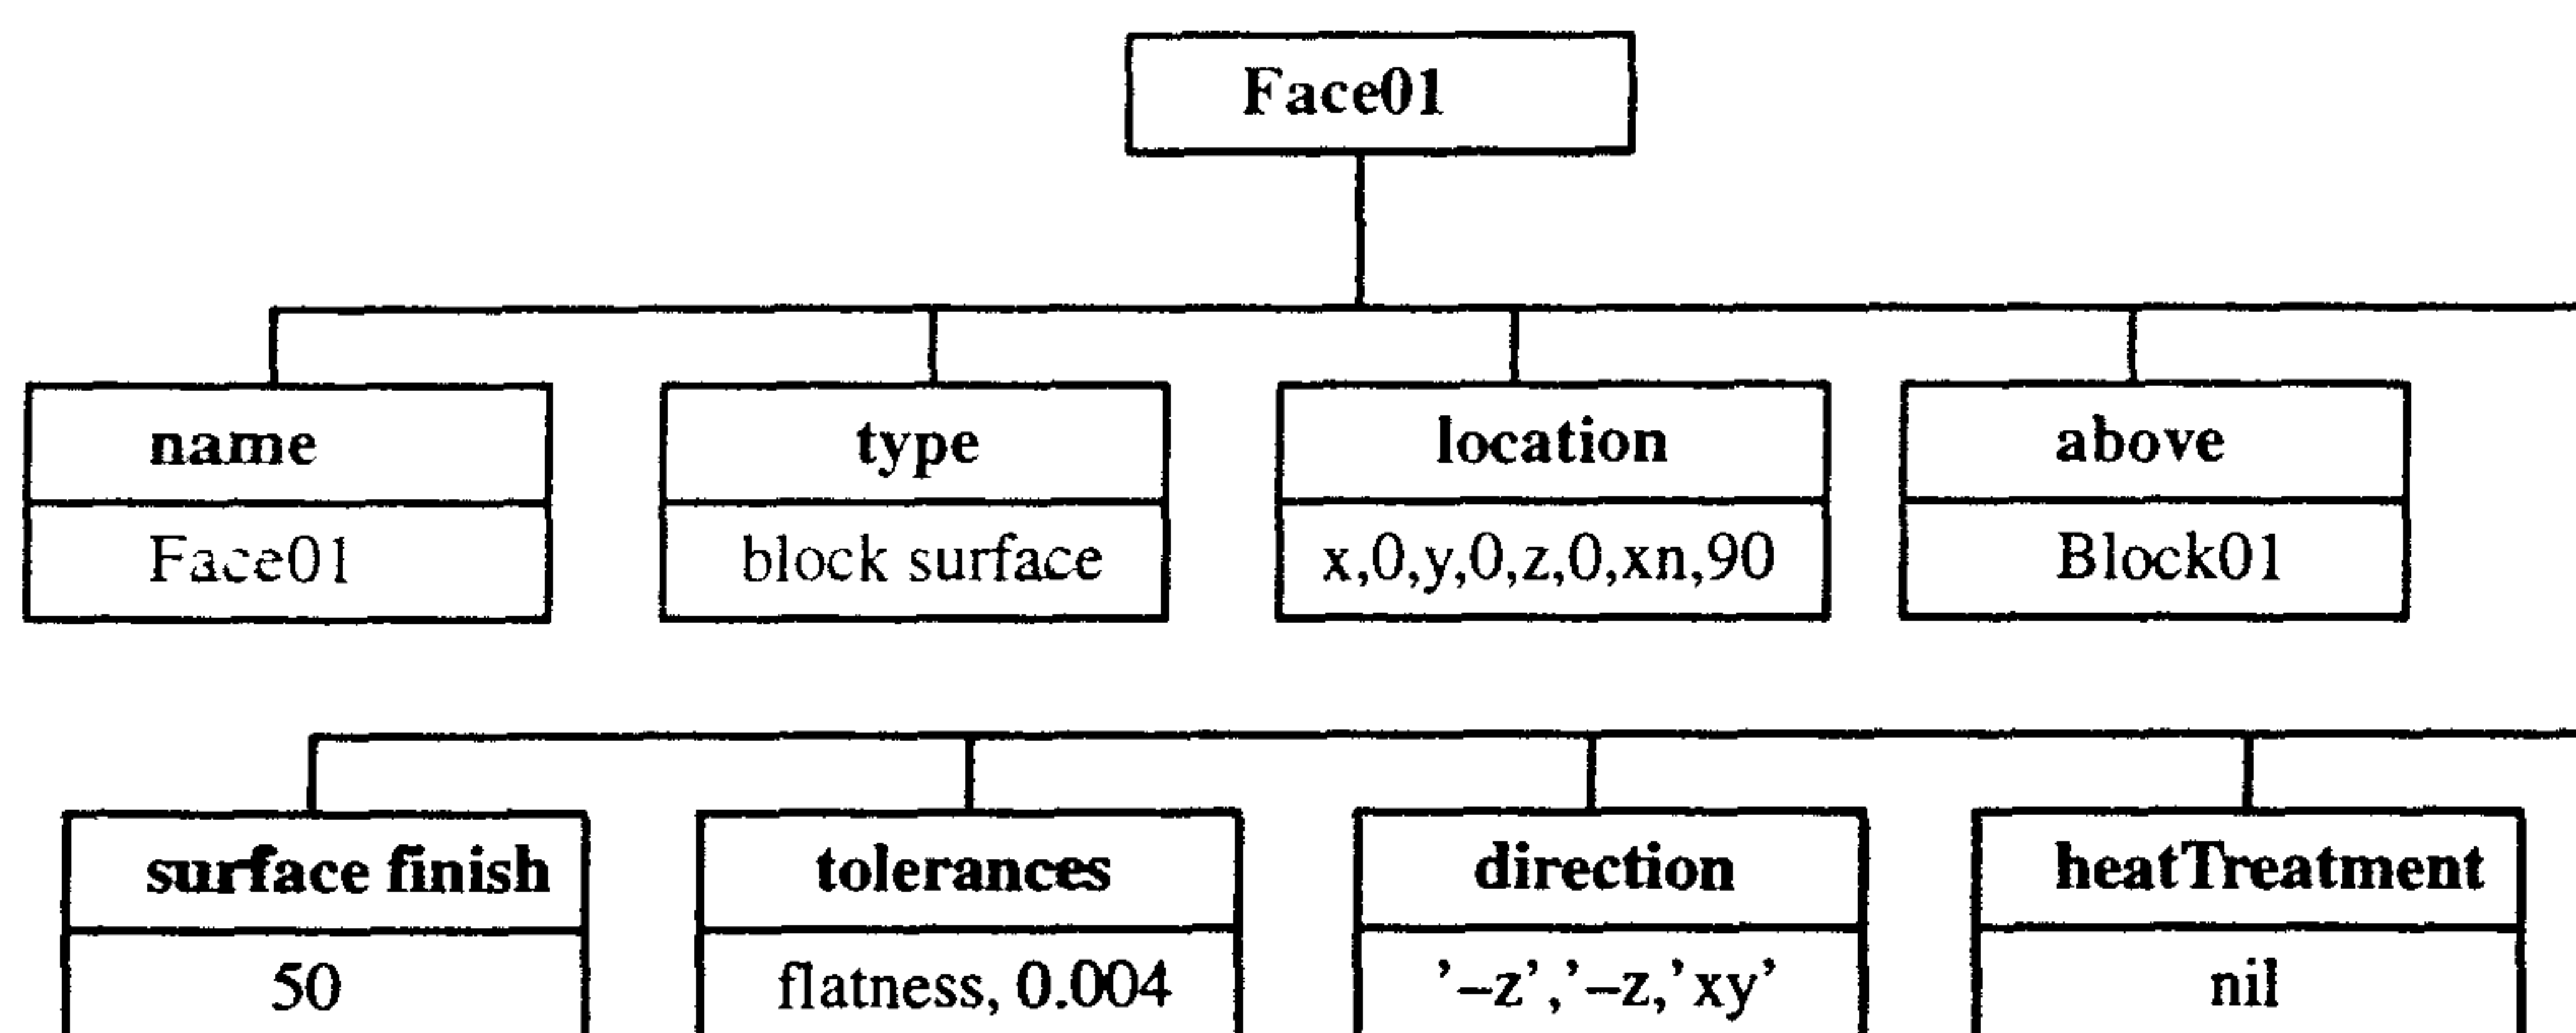 Face01
name
type
location
above
Face01
block surface
x,0,y,0,z,0,xn,90
Block01
surface finish
tolerances
direction
heatTreatment
50
flatness, 0.004
’–z’,’–z,’xy’
nil